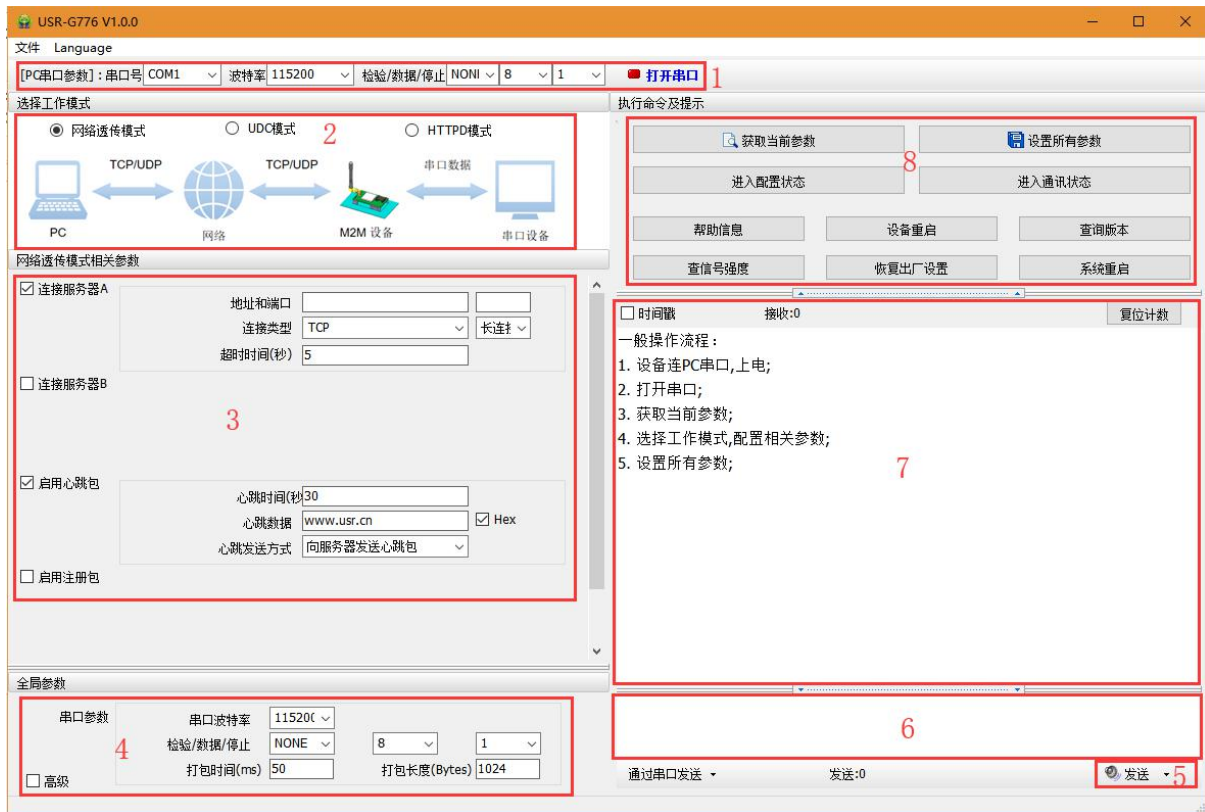 USR-G776 V1.0.0
文件 Language
[PC串口参数]：串口号 COM1 波特率 115200 检验/数据/停止 NONI 8 1 打开串口 1
选择工作模式
网络透传模式 UDC模式 2 HTTPD模式
TCP/UDP TCP/UDP 串口数据
PC 网络 M2M 设备 串口设备
网络透传模式相关参数
连接服务器A
地址和端口
连接类型 TCP 长连接
超时时间(秒) 5
连接服务器B
3
启用心跳包
心跳时间(秒 30
心跳数据 www.usr.cn Hex
心跳发送方式 向服务器发送心跳包
启用注册包
全局参数
串口参数 串口波特率 11520(
4 检验/数据/停止 NONE 8 1
打包时间(ms) 50 打包长度(Bytes) 1024
高级
执行命令及提示
获取当前参数 设置所有参数
8
进入配置状态 进入通讯状态
帮助信息 设备重启 查询版本
查信号强度 恢复出厂设置 系统重启
时间戳 接收:0 复位计数
一般操作流程：
1. 设备连PC串口,上电;
2. 打开串口;
3. 获取当前参数;
4. 选择工作模式,配置相关参数;
5. 设置所有参数;
7
6
通过串口发送 发送:0 发送 5